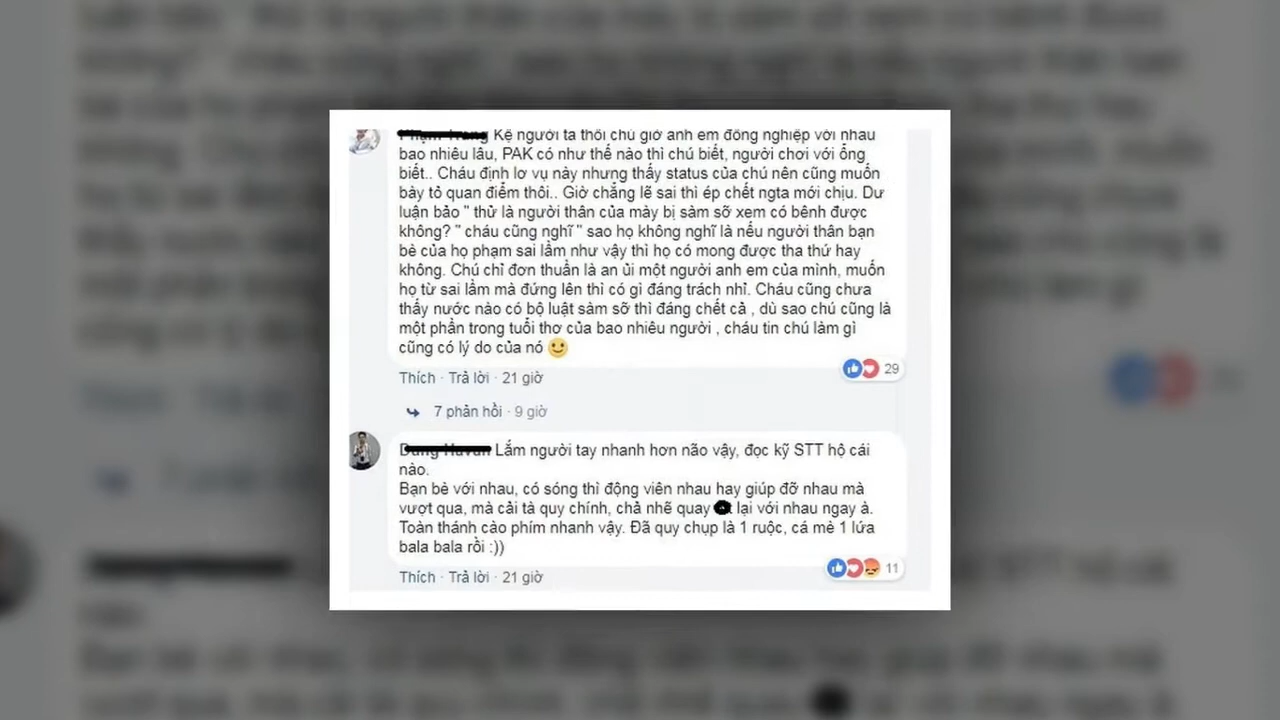 Kệ người ta thôi chú giờ anh em đồng nghiệp với nhau
bao nhiêu lâu, PAK có như thế nào thì chú biết, người chơi với ổng
biết.. Cháu định lơ vụ này nhưng thấy status của chú nên cũng muốn
bày tỏ quan điểm thôi.. Giờ chẳng lẽ sai thì ép chết ngta mới chịu. Dư
luận bảo " thử là người thân của mày bị sàm sỡ xem có bênh được
không? " cháu cũng nghĩ " sao họ không nghĩ là nếu người thân bạn
bè của họ phạm sai lầm như vậy thì họ có mong được tha thứ hay
không. Chú chỉ đơn thuần là an ủi một người anh em của mình, muốn
họ từ sai lầm mà đứng lên thì có gì đáng trách nhỉ. Cháu cũng chưa
thấy nước nào có bộ luật sàm sỡ thì đáng chết cả , dù sao chú cũng là
một phần trong tuổi thơ của bao nhiêu người , cháu tin chú làm gì
cũng có lý do của nó
29
Thích · Trả lời · 21 giờ
7 phản hồi · 9 giờ
Lắm người tay nhanh hơn não vậy, đọc kỹ STT hộ cái
nào.
Bạn bè với nhau, có sóng thì động viên nhau hay giúp đỡ nhau mà
vượt qua, mà cải tà quy chính, chả nhẽ quay lại với nhau ngay à.
Toàn thánh cào phím nhanh vậy. Đã quy chụp là 1 ruộc, cá mè 1 lứa
bala bala rồi :))
11
Thích · Trả lời · 21 giờ